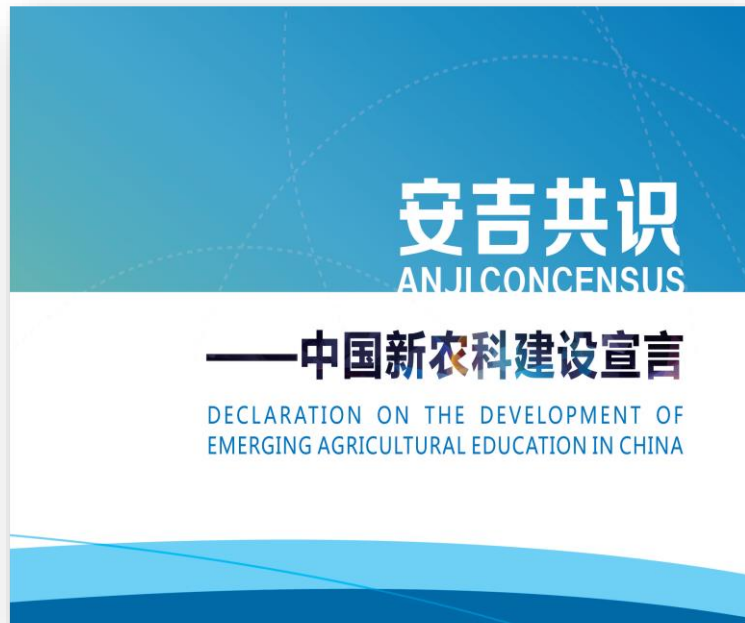 安吉共识
ANJI CONCENSUS
——中国新农科建设宣言
DECLARATION ON THE DEVELOPMENT OF
EMERGING AGRICULTURAL EDUCATION IN CHINA